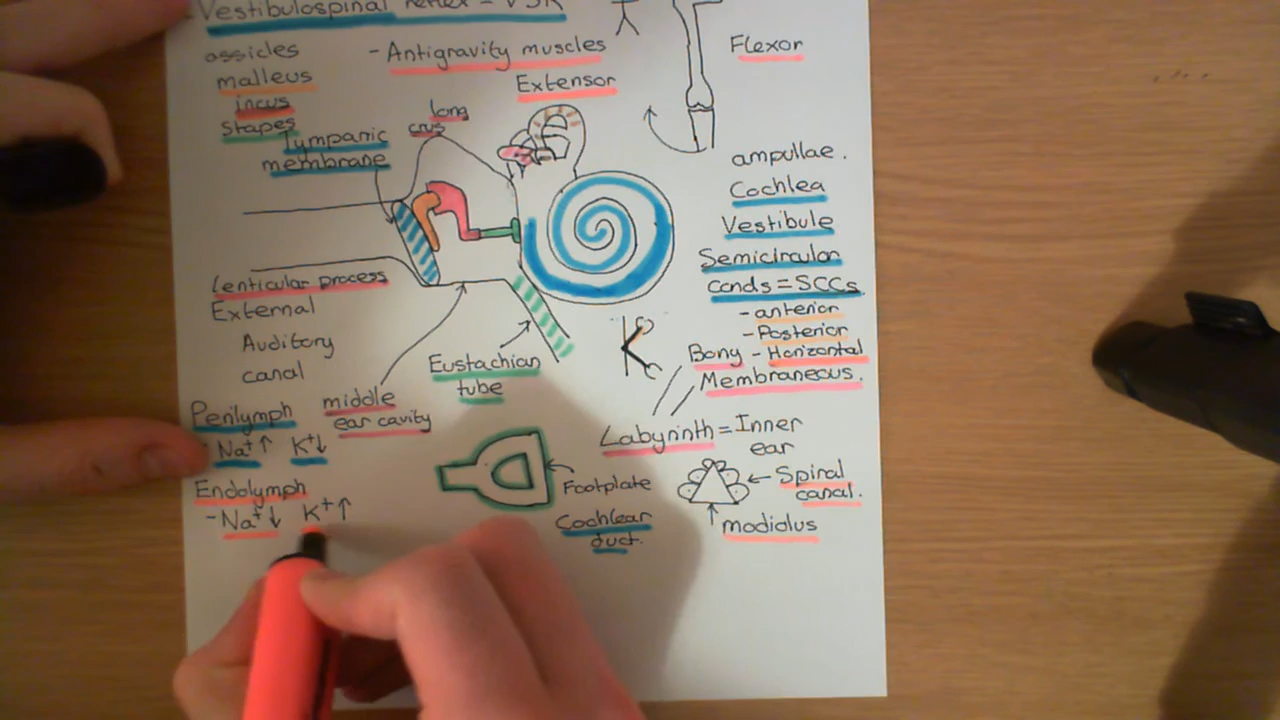 Vestibulospinal reflex = VSR
ossicles
malleus
incus
Stapes
- Antigravity muscles
Extensor
Flexor
long
crus
Tympanic
membrane
ampullae.
Cochlea
Vestibule
Semicircular
canals = SCCs
- anterior
- Posterior
- Horizontal
Bony
Membraneous.
Labyrinth = Inner
ear
Lenticular process
External
Auditory
canal
Eustachian
tube
middle
ear cavity
Perilymph
- Na+↑ K+↓
Endolymph
- Na+↓ K+↑
Footplate
Cochlear
duct.
Spiral
canal.
modiolus